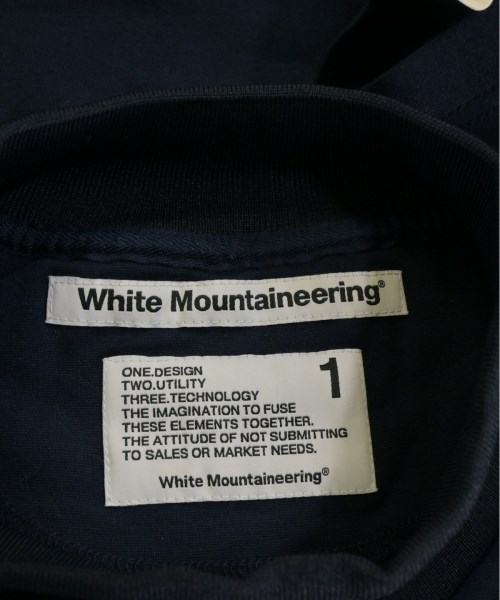 White Mountaineering®
1
ONE.DESIGN
TWO.UTILITY
THREE.TECHNOLOGY
THE IMAGINATION TO FUSE
THESE ELEMENTS TOGETHER.
THE ATTITUDE OF NOT SUBMITTING
TO SALES OR MARKET NEEDS.
White Mountaineering®